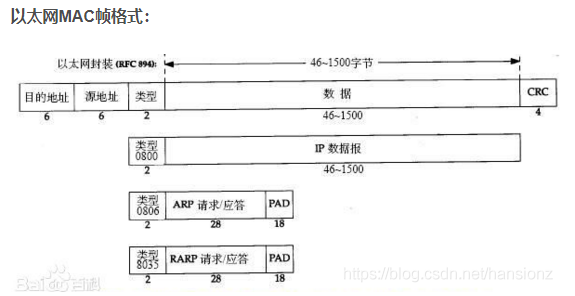 以太网MAC帧格式：
以太网封装 (RFC 894):
46~1500字节
目的地址 源地址 类型 数据 CRC
6 6 2 46~1500 4
类型 0800 IP 数据报
2 46~1500
类型 0806 ARP 请求/应答 PAD
2 28 18
类型 8035 RARP 请求/应答 PAD
2 28 18
Bai 百科
https://blog.csdn.net/hansionz